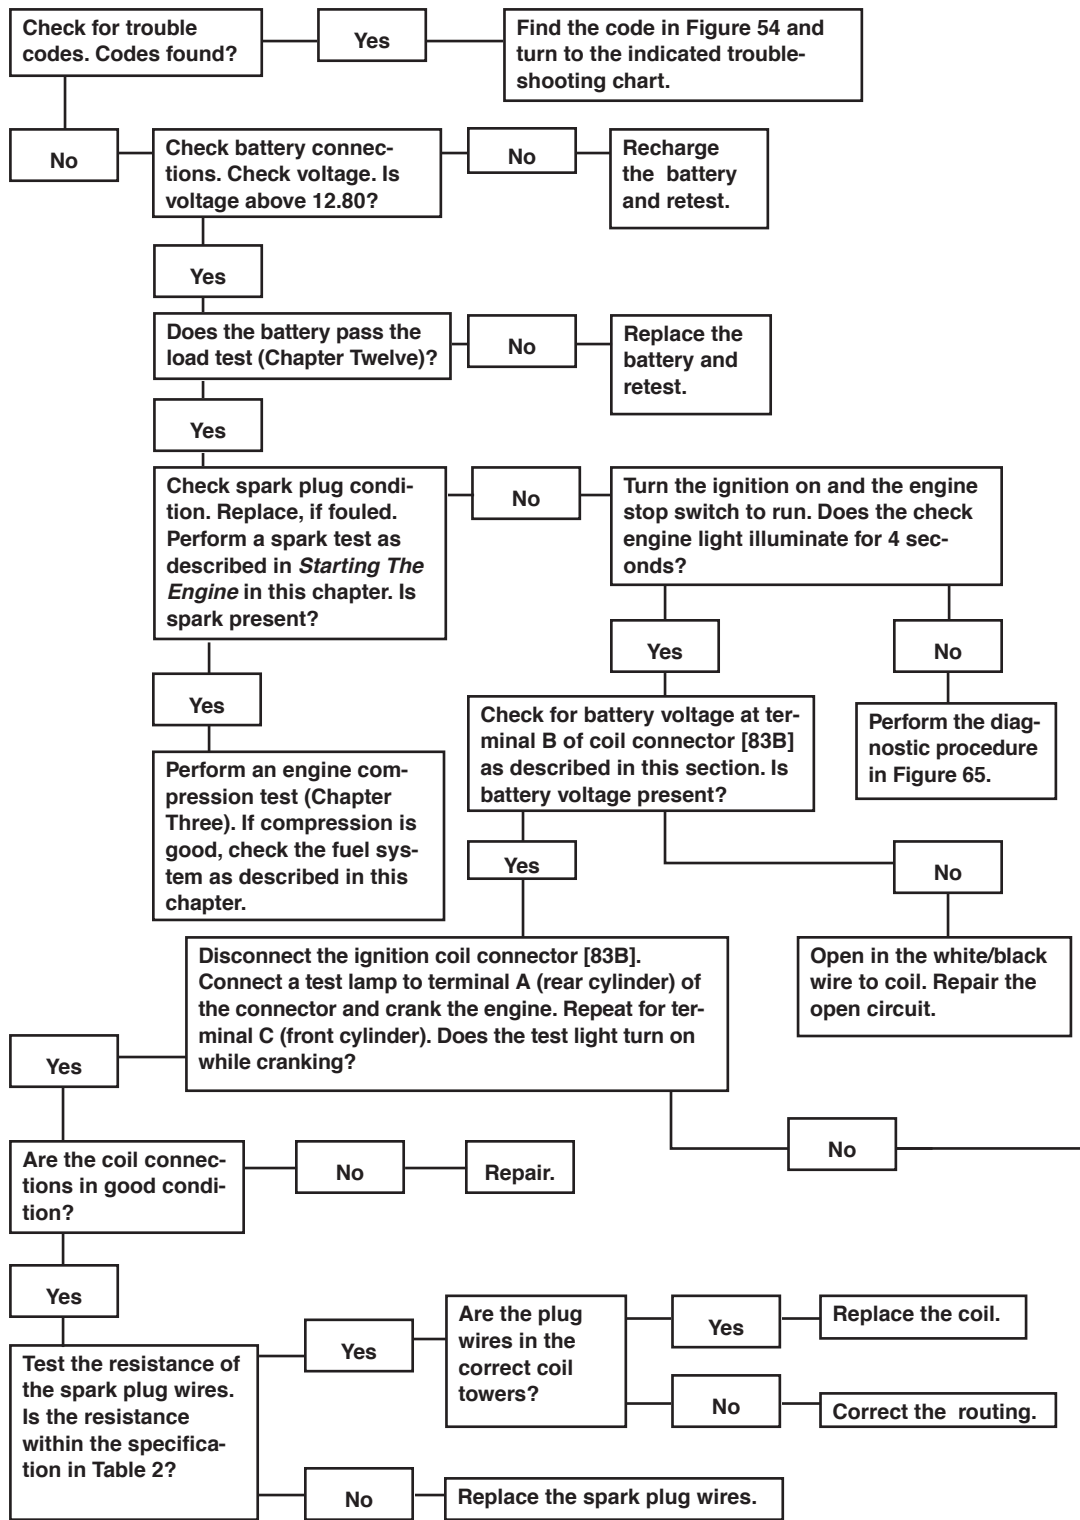 Check for trouble
codes. Codes found?
Yes
Find the code in Figure 54 and
turn to the indicated trouble-
shooting chart.
No
Check battery connec-
tions. Check voltage. Is
voltage above 12.80?
No
Recharge
the battery
and retest.
Yes
Does the battery pass the
load test (Chapter Twelve)?
No
Replace the
battery and
retest.
Yes
Check spark plug condi-
tion. Replace, if fouled.
Perform a spark test as
described in Starting The
Engine in this chapter. Is
spark present?
No
Turn the ignition on and the engine
stop switch to run. Does the check
engine light illuminate for 4 sec-
onds?
Yes
No
Yes
Check for battery voltage at ter-
minal B of coil connector [83B]
as described in this section. Is
battery voltage present?
Perform the diag-
nostic procedure
in Figure 65.
Perform an engine com-
pression test (Chapter
Three). If compression is
good, check the fuel sys-
tem as described in this
chapter.
Yes
No
Disconnect the ignition coil connector [83B].
Connect a test lamp to terminal A (rear cylinder) of
the connector and crank the engine. Repeat for ter-
minal C (front cylinder). Does the test light turn on
while cranking?
Open in the white/black
wire to coil. Repair the
open circuit.
Yes
No
Are the coil connec-
tions in good condi-
tion?
No
Repair.
Yes
Test the resistance of
the spark plug wires.
Is the resistance
within the specifica-
tion in Table 2?
Yes
Are the plug
wires in the
correct coil
towers?
Yes
Replace the coil.
No
Correct the routing.
No
Replace the spark plug wires.